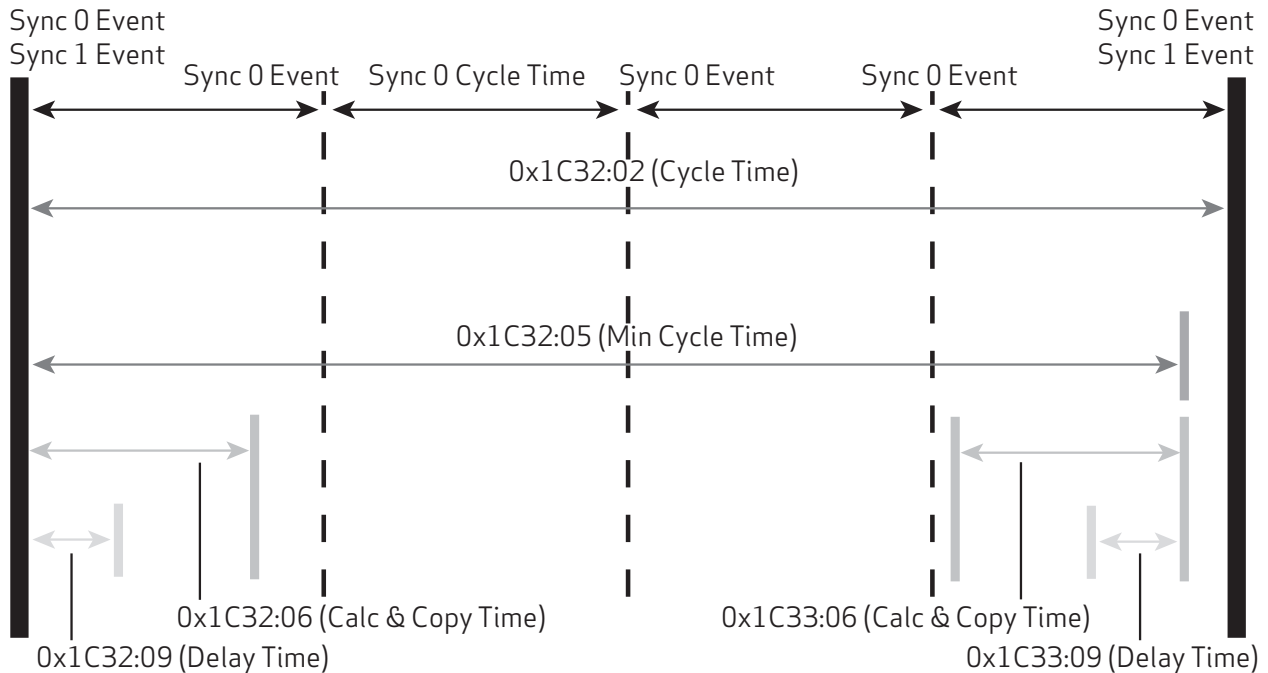 Sync 0 Event
Sync 1 Event
Sync 0 Event
Sync 0 Cycle Time
Sync 0 Event
Sync 0 Event
Sync 0 Event
Sync 1 Event
0x1C32:02 (Cycle Time)
0x1C32:05 (Min Cycle Time)
0x1C32:06 (Calc & Copy Time)
0x1C33:06 (Calc & Copy Time)
0x1C32:09 (Delay Time)
0x1C33:09 (Delay Time)